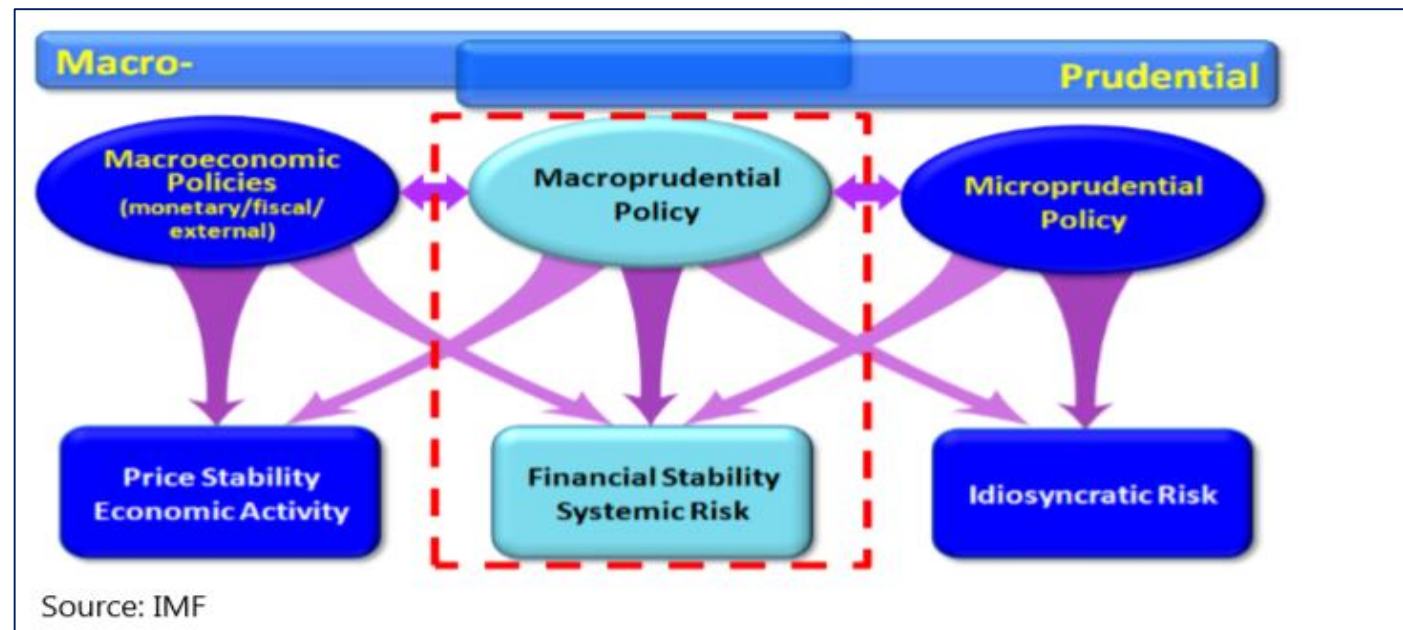 Macro-
Prudential
Macroeconomic
Policies
(monetary/fiscal/
external)
Macroprudential
Policy
Microprudential
Policy
Price Stability
Economic Activity
Financial Stability
Systemic Risk
Idiosyncratic Risk
Source: IMF